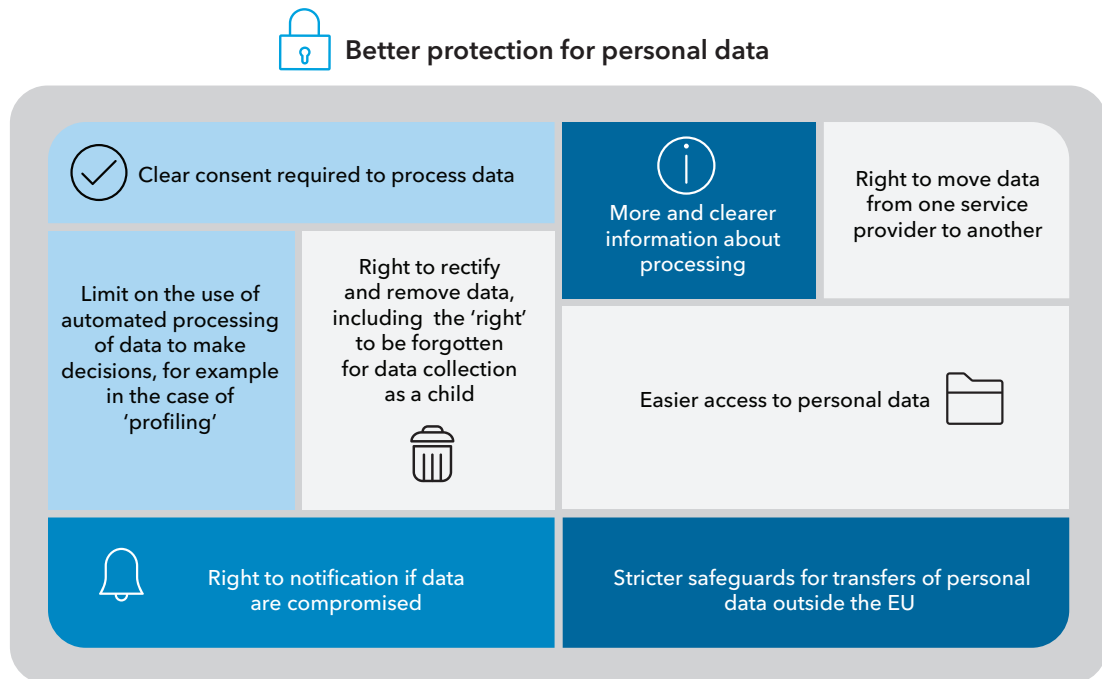 Better protection for personal data
Clear consent required to process data
More and clearer
information about
processing
Right to move data
from one service
provider to another
Limit on the use of
automated processing
of data to make
decisions, for example
in the case of
‘profiling’
Right to rectify
and remove data,
including the ‘right’
to be forgotten
for data collection
as a child
Easier access to personal data
Right to notification if data
are compromised
Stricter safeguards for transfers of personal
data outside the EU